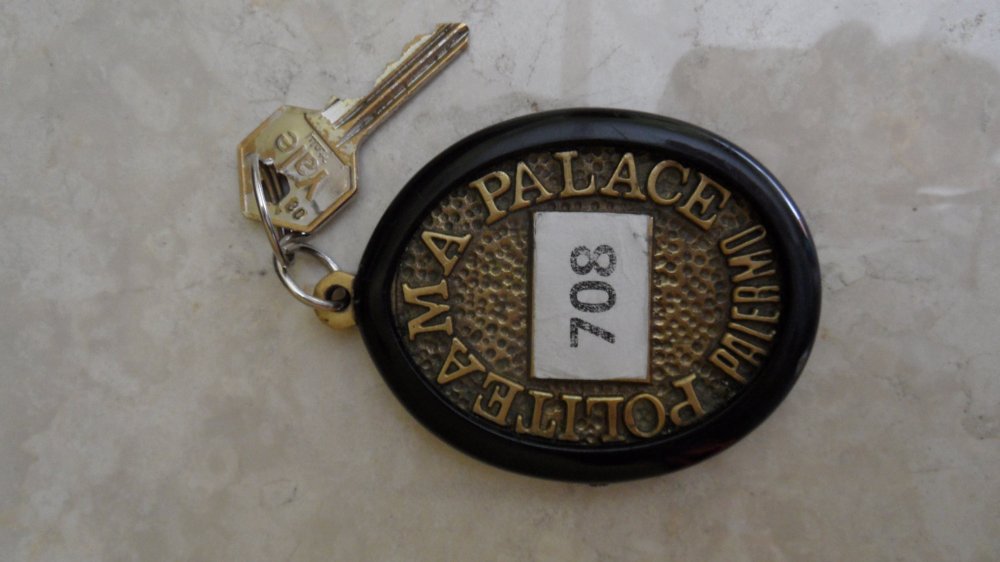 POLITEAMA PALACE
708
PALERMO
Yale